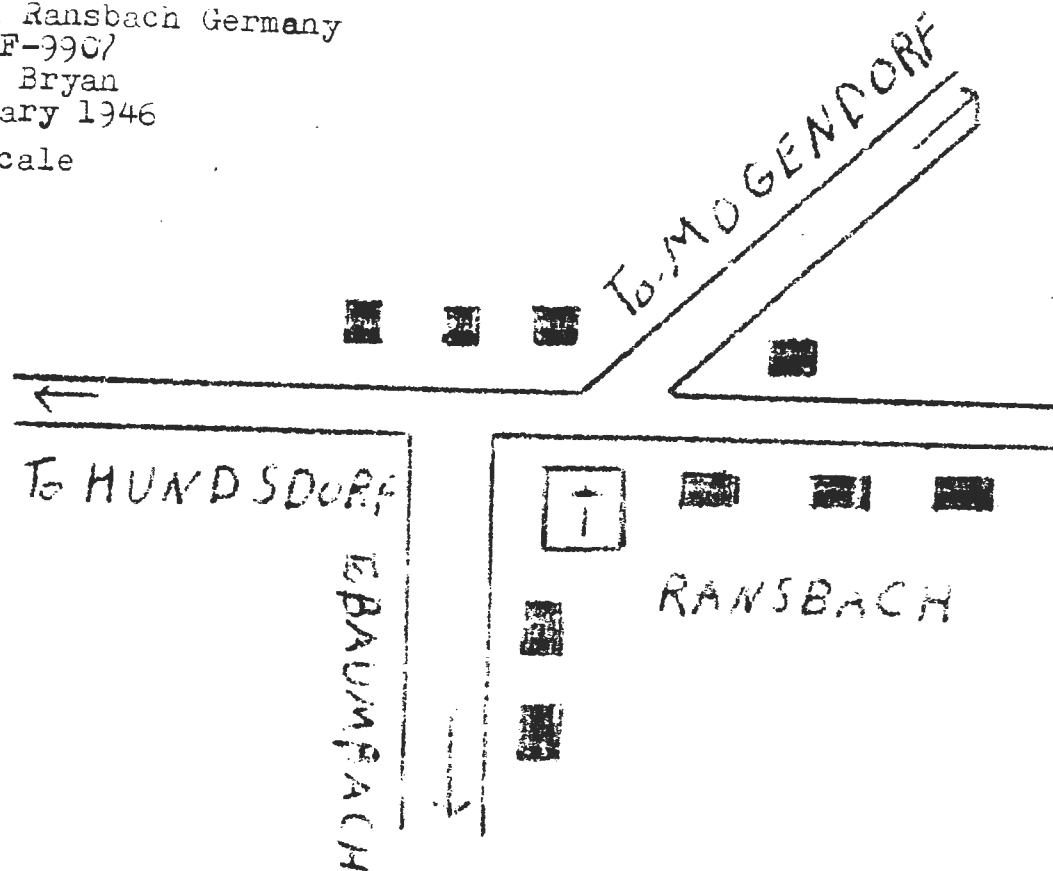 Ransbach Germany
F-9907
Bryan
ary 1946
cale
To MOGENDORF
To HUNDSDORF
To BAUMBACH
RANSBACH